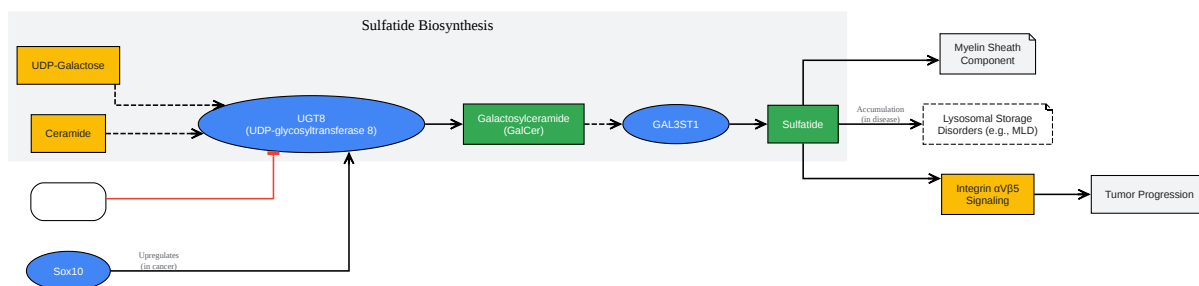 Sulfatide Biosynthesis
UDP-Galactose
Ceramide
UGT8
(UDP-glycosyltransferase 8)
Galactosylceramide
(GalCer)
GAL3ST1
Sulfatide
Myelin Sheath
Component
Accumulation
(in disease)
Lysosomal Storage
Disorders (e.g., MLD)
Integrin αVβ5
Signaling
Tumor Progression
Sox10
Upregulates
(in cancer)